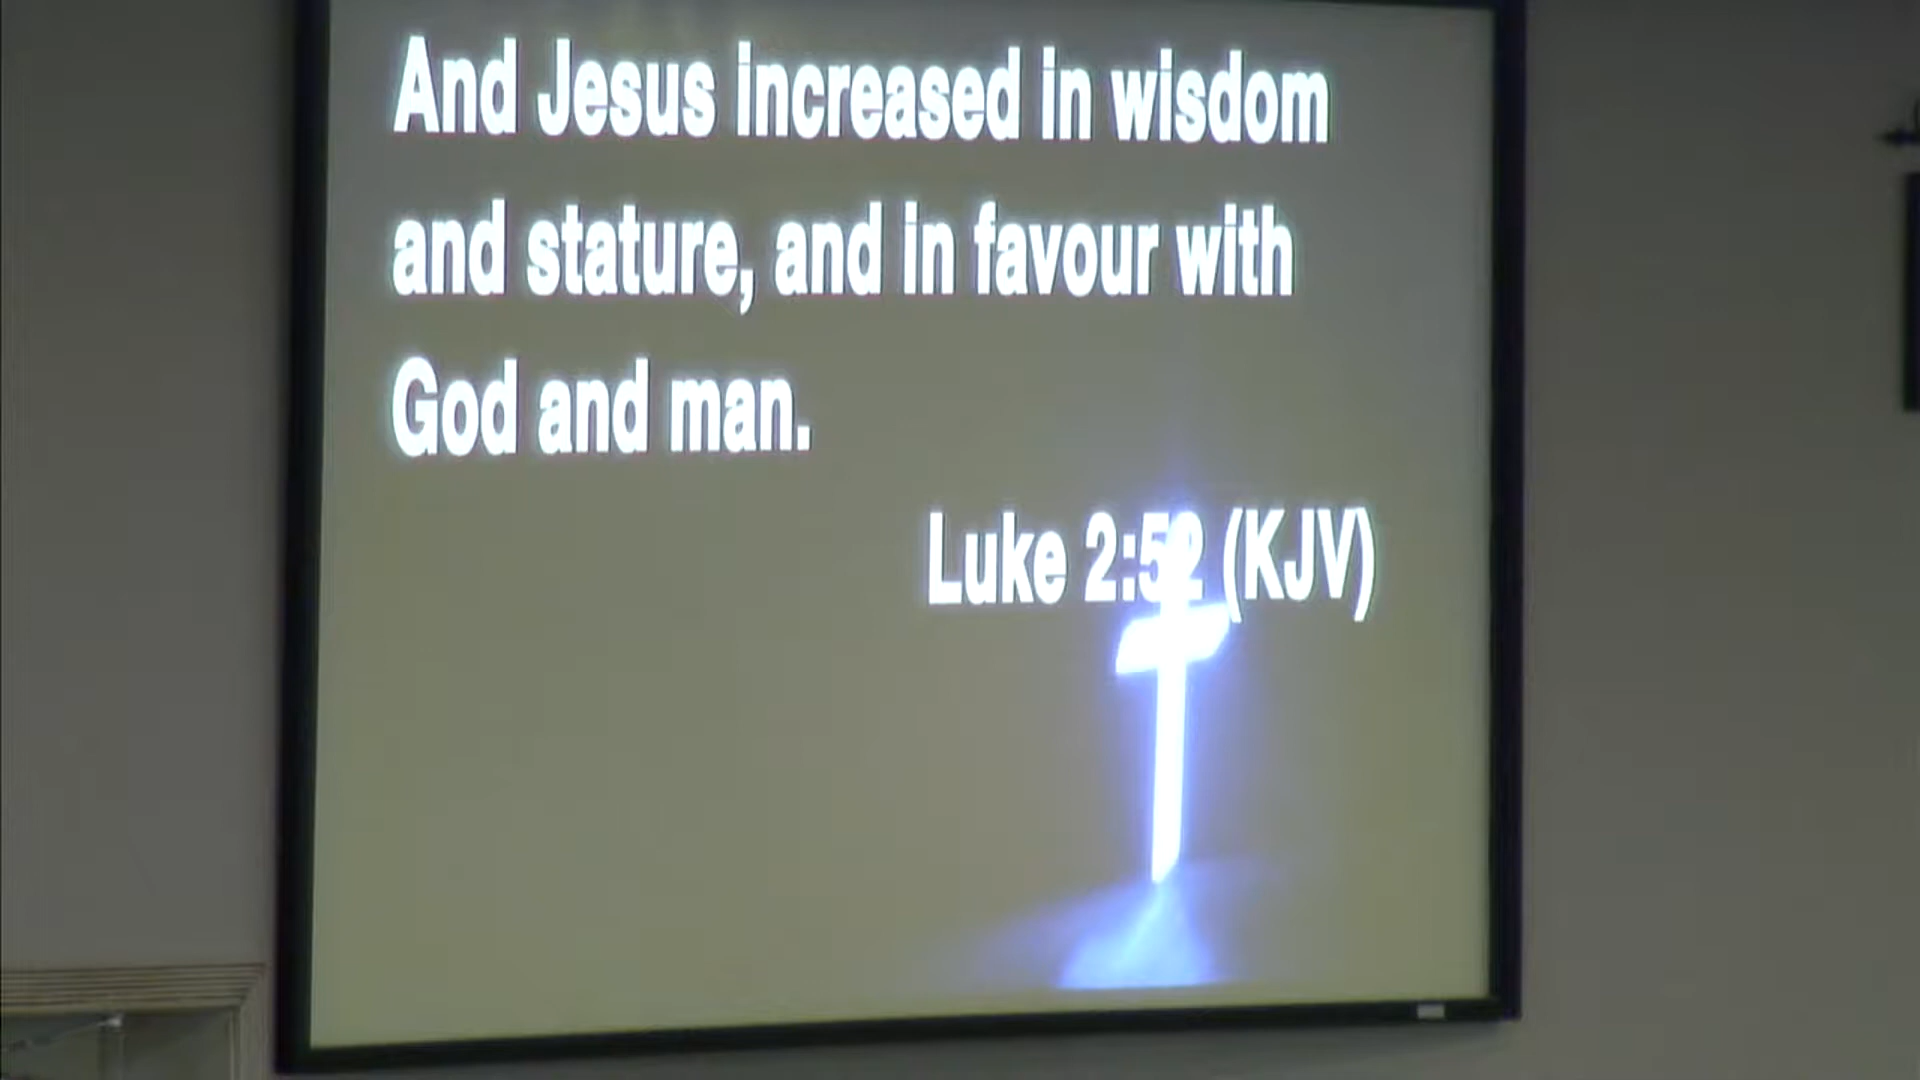 And Jesus increased in wisdom
and stature, and in favour with
God and man.
Luke 2:52 (KJV)